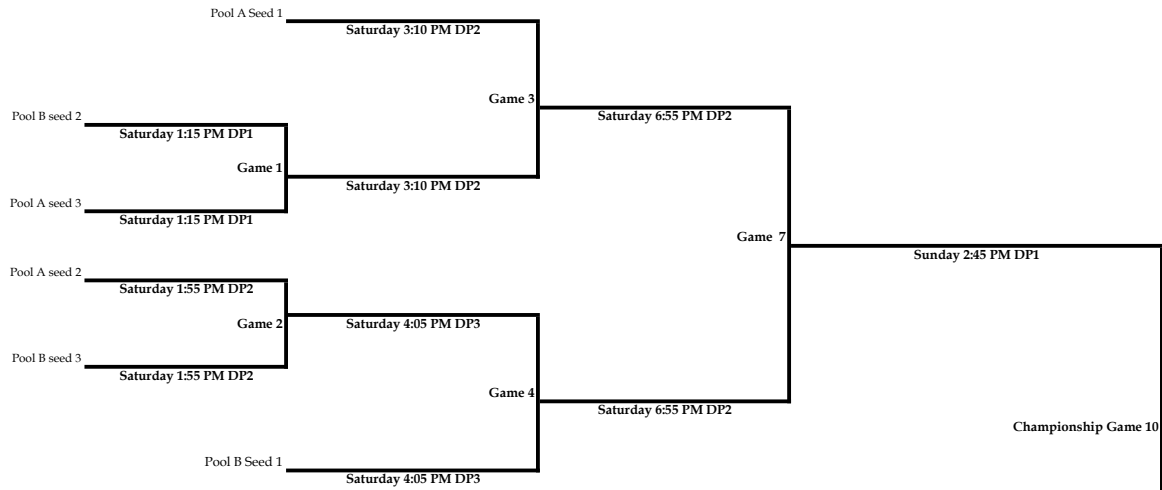 Pool A Seed 1
Saturday 3:10 PM DP2
Game 3
Pool B seed 2
Saturday 6:55 PM DP2
Saturday 1:15 PM DP1
Game 1
Saturday 3:10 PM DP2
Pool A seed 3
Saturday 1:15 PM DP1
Game 7
Sunday 2:45 PM DP1
Pool A seed 2
Saturday 1:55 PM DP2
Game 2
Saturday 4:05 PM DP3
Pool B seed 3
Saturday 1:55 PM DP2
Game 4
Saturday 6:55 PM DP2
Championship Game 10
Pool B Seed 1
Saturday 4:05 PM DP3